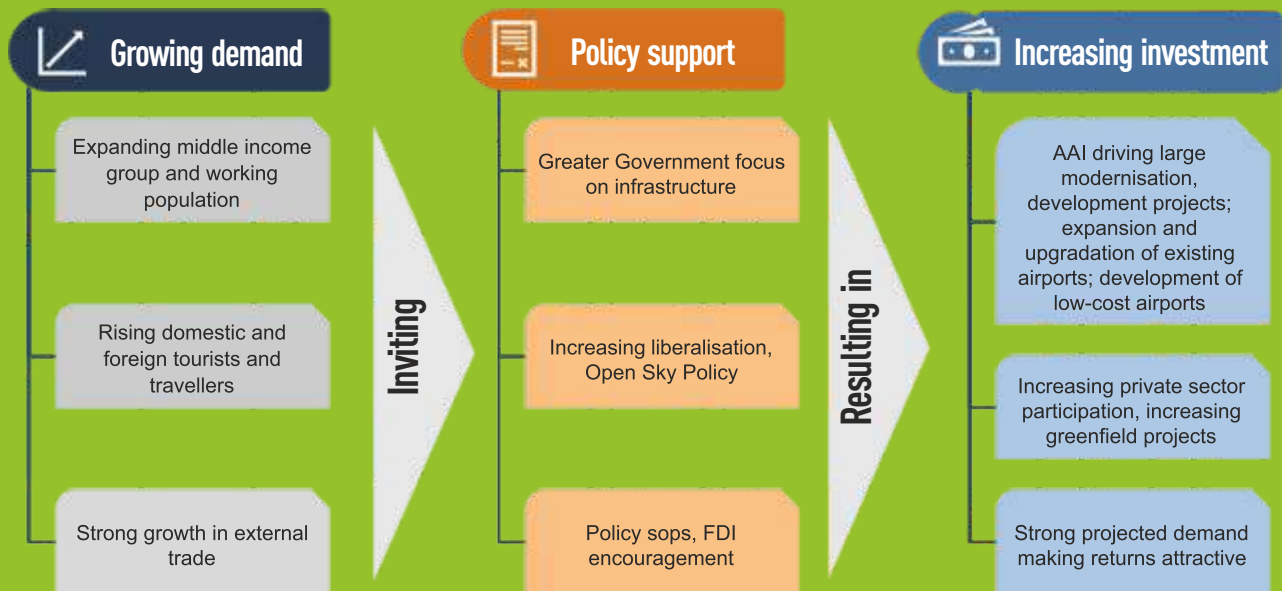 Growing demand
Expanding middle income
group and working
population
Rising domestic and
foreign tourists and
travellers
Strong growth in external
trade
Inviting
Policy support
Greater Government focus
on infrastructure
Increasing liberalisation,
Open Sky Policy
Policy sops, FDI
encouragement
Resulting in
Increasing investment
AAI driving large
modernisation,
development projects;
expansion and
upgradation of existing
airports; development of
low-cost airports
Increasing private sector
participation, increasing
greenfield projects
Strong projected demand
making returns attractive